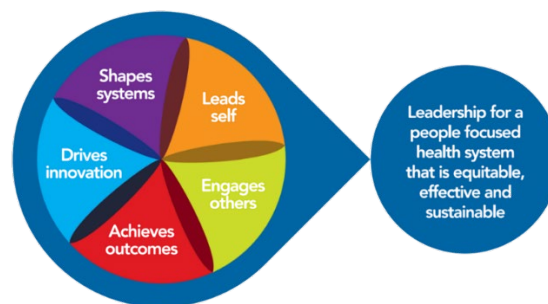 Shapes
systems
Leads
self
Drives
innovation
Engages
others
Achieves
outcomes
Leadership for a
people focused
health system
that is equitable,
effective and
sustainable